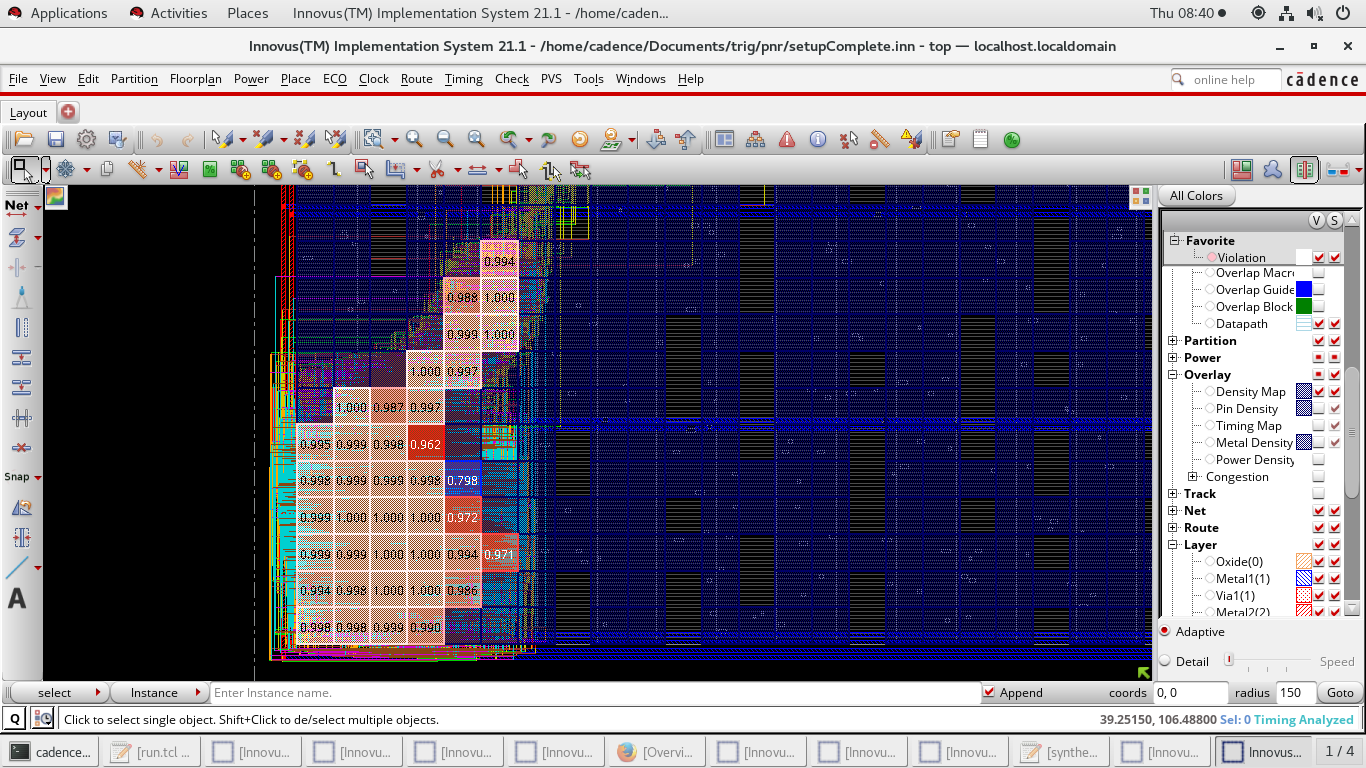 Applications Activities Places Innovus(TM) Implementation System 21.1 - /home/caden... Thu 08:40
Innovus(TM) Implementation System 21.1 - /home/cadence/Documents/trig/pnr/setupComplete.inn - top — localhost.localdomain
File View Edit Partition Floorplan Power Place ECO Clock Route Timing Check PVS Tools Windows Help online help cādence
Layout
Net
Snap
A
0.994
0.988 1.000
0.993 1.000
1.000 0.997
1.000 0.987 0.997
0.995 0.999 0.998 0.962
0.998 0.999 0.999 0.998 0.798
0.999 1.000 1.000 1.000 0.972
0.999 0.999 1.000 1.000 0.994 0.971
0.994 0.998 1.000 1.000 0.986
0.998 0.998 0.999 0.990
All Colors
V S
Favorite
Violation
Overlap Macr
Overlap Guide
Overlap Block
Datapath
Partition
Power
Overlay
Density Map
Pin Density
Timing Map
Metal Density
Power Density
Congestion
Track
Net
Route
Layer
Oxide(0)
Metal1(1)
Via1(1)
Metal2(2)
Adaptive
Detail Speed
select Instance Enter Instance name. Append coords 0, 0 radius 150 Goto
Q Click to select single object. Shift+Click to de/select multiple objects. 39.25150, 106.48800 Sel: 0 Timing Analyzed
cadence... [run.tcl ... [Innovu... [Innovu... [Innovu... [Innovu... [Overvi... [Innovu... [Innovu... [Innovu... [synthe... [Innovu... Innovus... 1 / 4